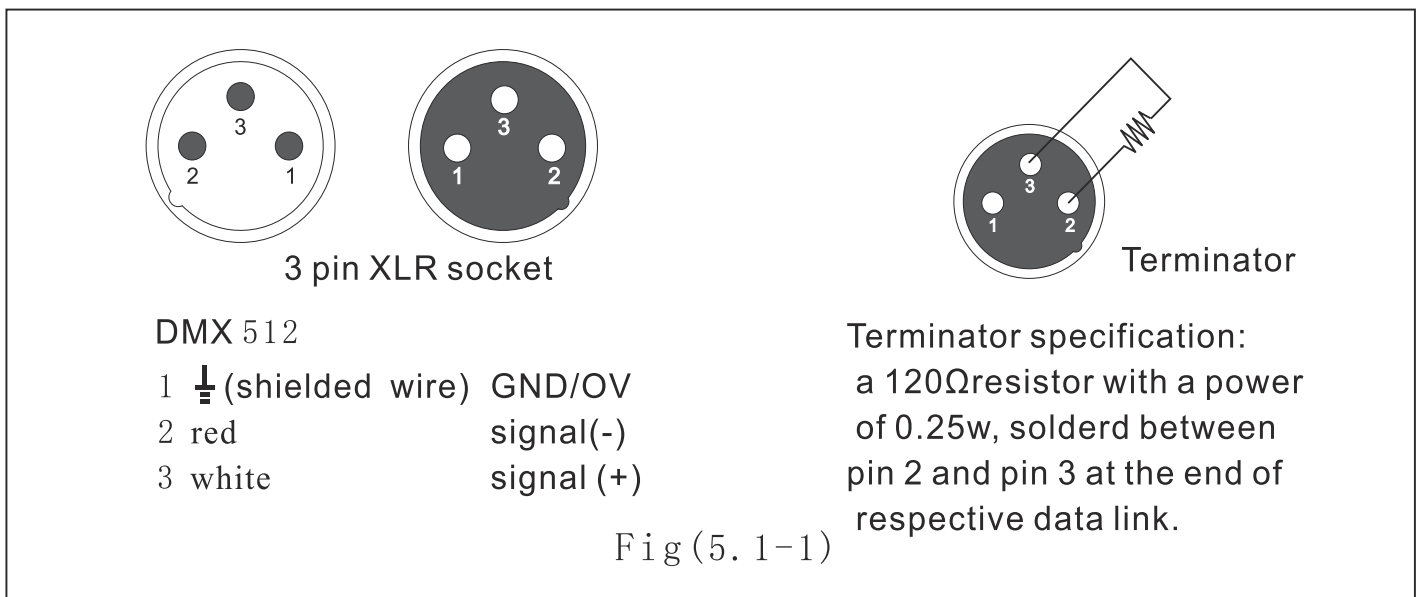 3
2 1
3
1 2
3 pin XLR socket
3
1 2
Terminator
DMX 512
1 (shielded wire) GND/OV
2 red signal(-)
3 white signal (+)
Terminator specification:
a 120Ωresistor with a power
of 0.25w, solderd between
pin 2 and pin 3 at the end of
respective data link.
Fig(5.1-1)